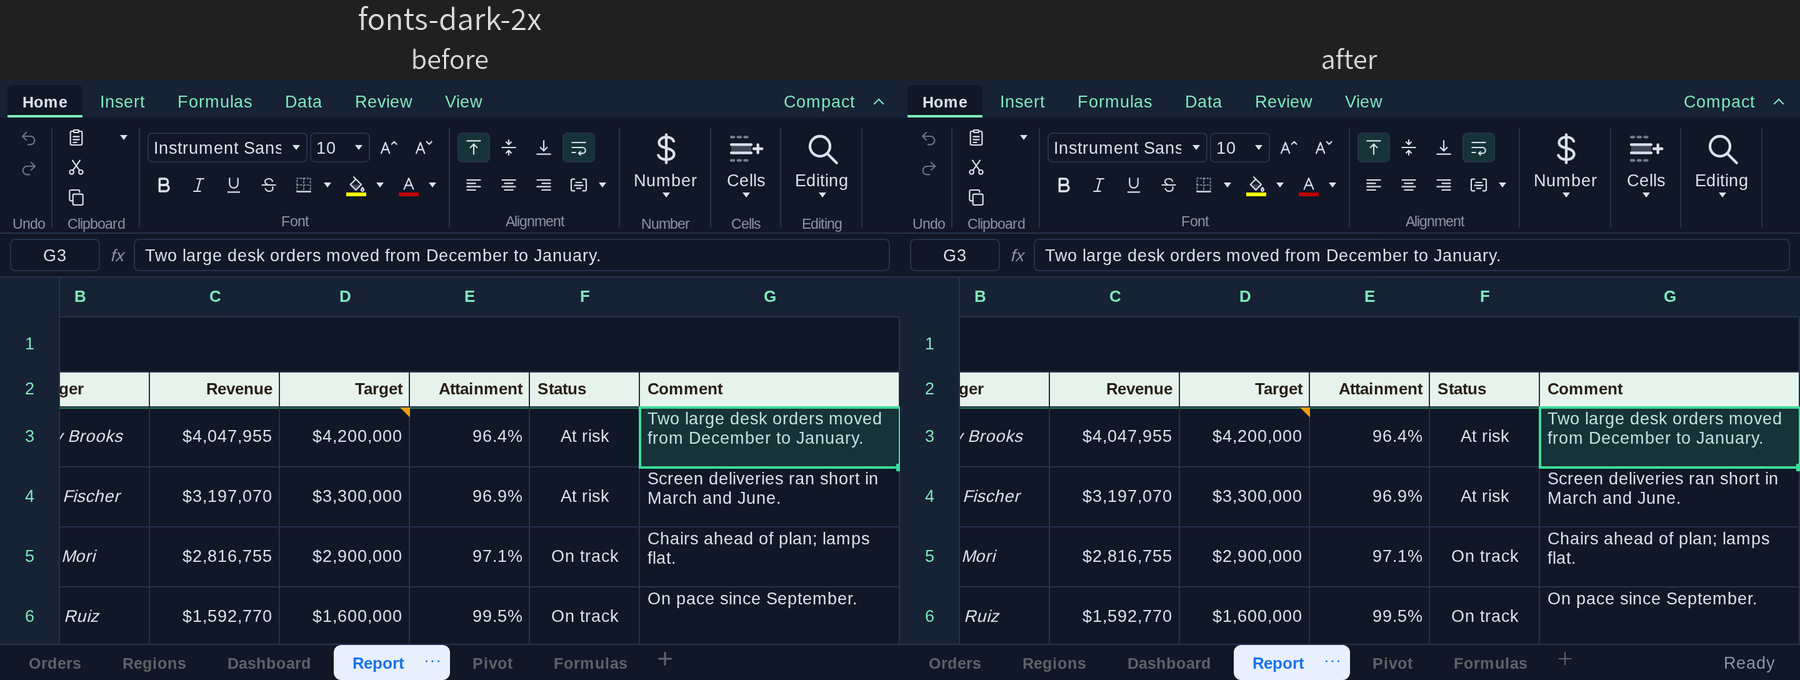 fonts-dark-2x
before after
Home Insert Formulas Data Review View Compact
Home Insert Formulas Data Review View Compact
Instrument Sans 10 A A
Instrument Sans 10 A A
B I U S A
B I U S A
Number Cells Editing
Number Cells Editing
Undo Clipboard Font Alignment Number Cells Editing
Undo Clipboard Font Alignment
G3 fx Two large desk orders moved from December to January.
G3 fx Two large desk orders moved from December to January.
B C D E F G
B C D E F G
1
1
2 ger Revenue Target Attainment Status Comment
2 ger Revenue Target Attainment Status Comment
3 y Brooks $4,047,955 $4,200,000 96.4% At risk Two large desk orders moved
from December to January.
3 y Brooks $4,047,955 $4,200,000 96.4% At risk Two large desk orders moved
from December to January.
4 Fischer $3,197,070 $3,300,000 96.9% At risk Screen deliveries ran short in
March and June.
4 Fischer $3,197,070 $3,300,000 96.9% At risk Screen deliveries ran short in
March and June.
5 Mori $2,816,755 $2,900,000 97.1% On track Chairs ahead of plan; lamps
flat.
5 Mori $2,816,755 $2,900,000 97.1% On track Chairs ahead of plan; lamps
flat.
6 Ruiz $1,592,770 $1,600,000 99.5% On track On pace since September.
6 Ruiz $1,592,770 $1,600,000 99.5% On track On pace since September.
Orders Regions Dashboard Report ... Pivot Formulas +
Orders Regions Dashboard Report ... Pivot Formulas + Ready